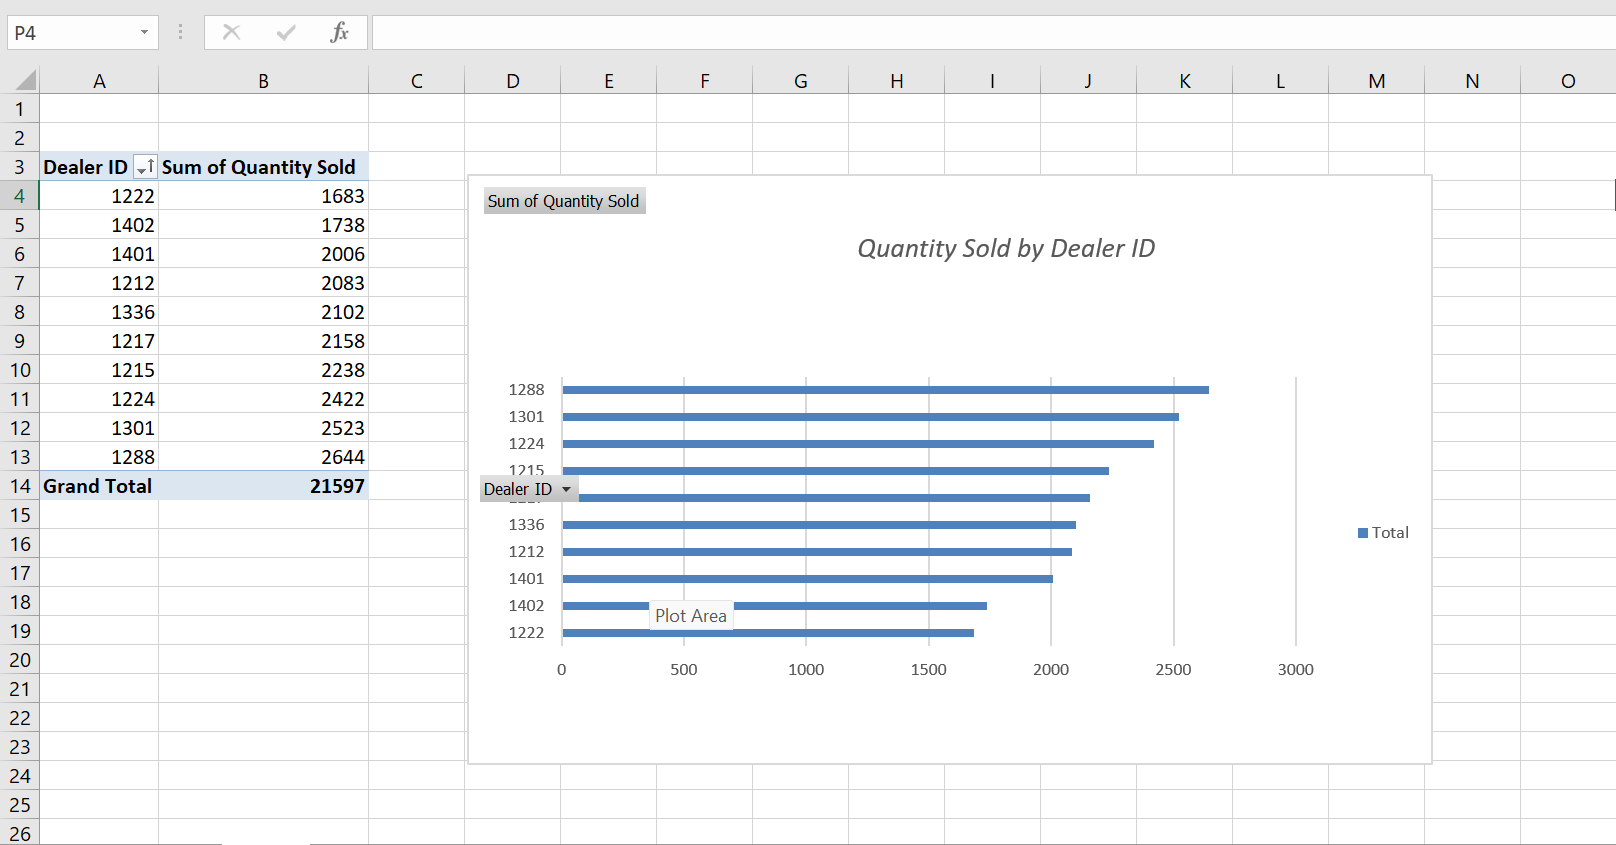 P4
fx
A B C D E F G H I J K L M N O
1
2
3 Dealer ID Sum of Quantity Sold
4 1222 1683
5 1402 1738
6 1401 2006
7 1212 2083
8 1336 2102
9 1217 2158
10 1215 2238
11 1224 2422
12 1301 2523
13 1288 2644
14 Grand Total 21597
15
16
17
18
19
20
21
22
23
24
25
26
Sum of Quantity Sold
Quantity Sold by Dealer ID
1288
1301
1224
1215
Dealer ID
1336
1212
1401
1402
Plot Area
1222
0 500 1000 1500 2000 2500 3000
Total